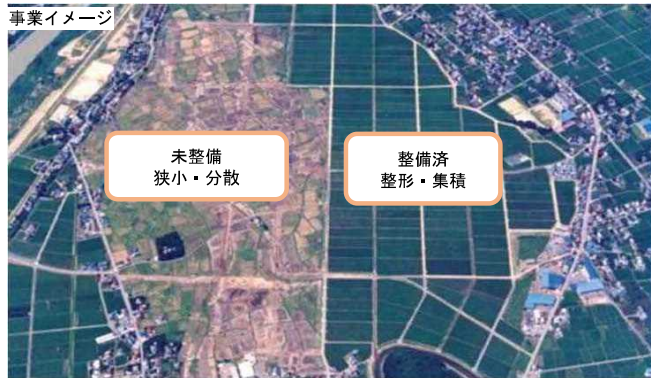 事業イメージ
未整備
狭小・分散
整備済
整形・集積